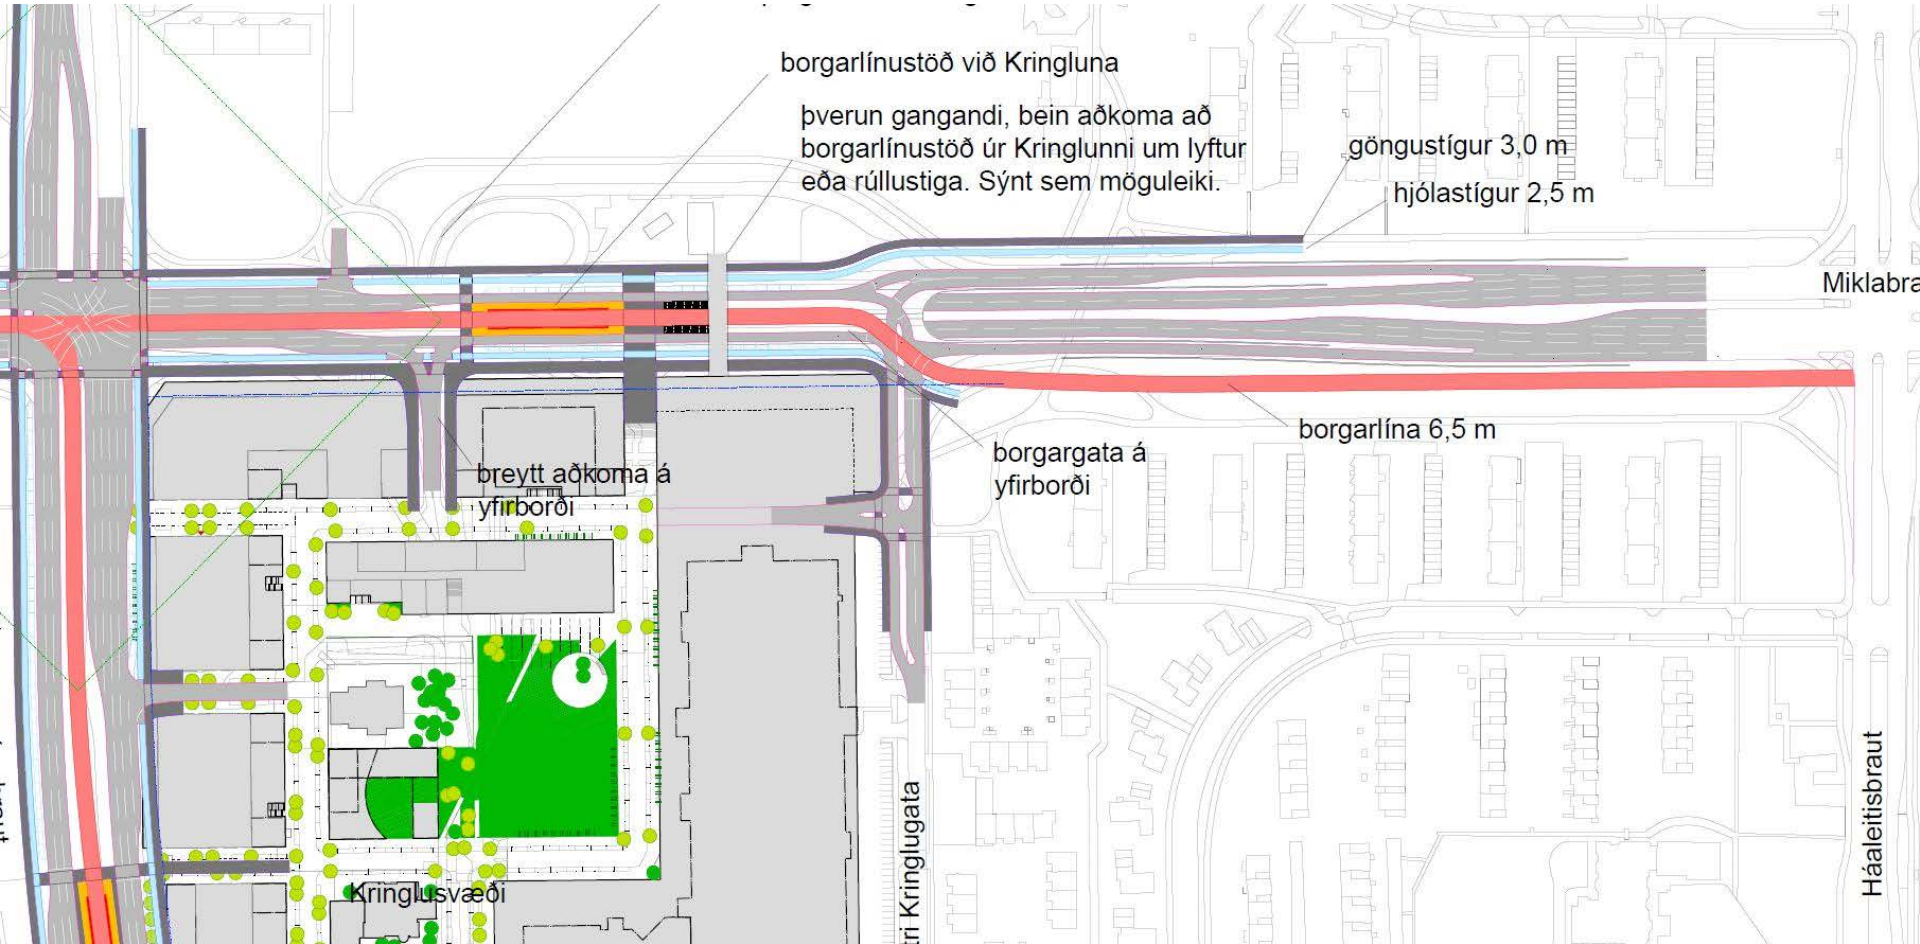 borgarlínustöð við Kringluna
þverun gangandi, bein aðkoma að
borgarlínustöð úr Kringlunni um lyftur
eða rúllustiga. Sýnt sem möguleiki.
göngustígur 3,0 m
hjólastígur 2,5 m
Miklabra
borgarlína 6,5 m
borgargata á
yfirborði
breytt aðkoma á
yfirborði
Kringlusvæði
tri Kringlugata
Háaleitisbraut